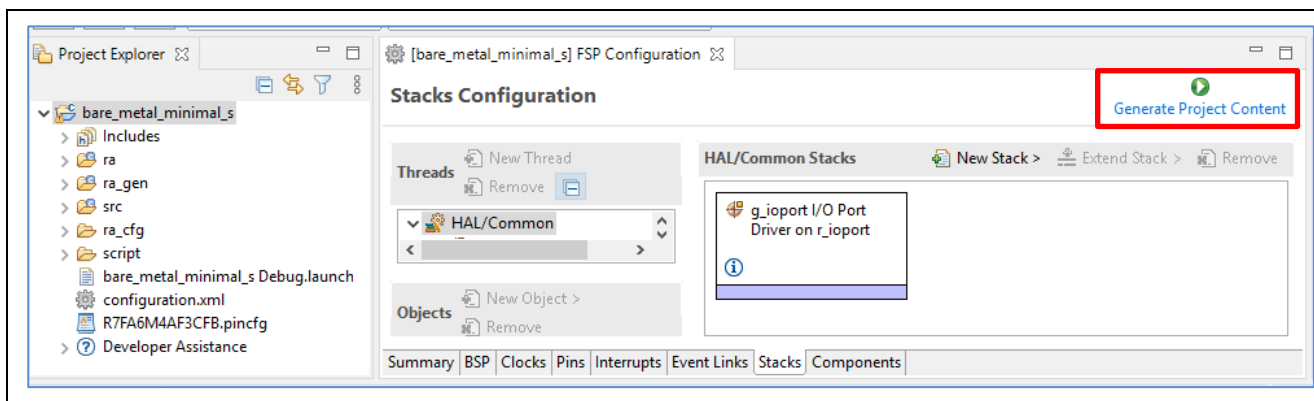 Project Explorer
bare_metal_minimal_s
Includes
ra
ra_gen
src
ra_cfg
script
bare_metal_minimal_s Debug.launch
configuration.xml
R7FA6M4AF3CFB.pincfg
Developer Assistance
[bare_metal_minimal_s] FSP Configuration
Stacks Configuration
Generate Project Content
Threads
New Thread
Remove
HAL/Common
Objects
New Object >
Remove
HAL/Common Stacks
New Stack >
Extend Stack >
Remove
g_ioport I/O Port
Driver on r_ioport
Summary
BSP
Clocks
Pins
Interrupts
Event Links
Stacks
Components